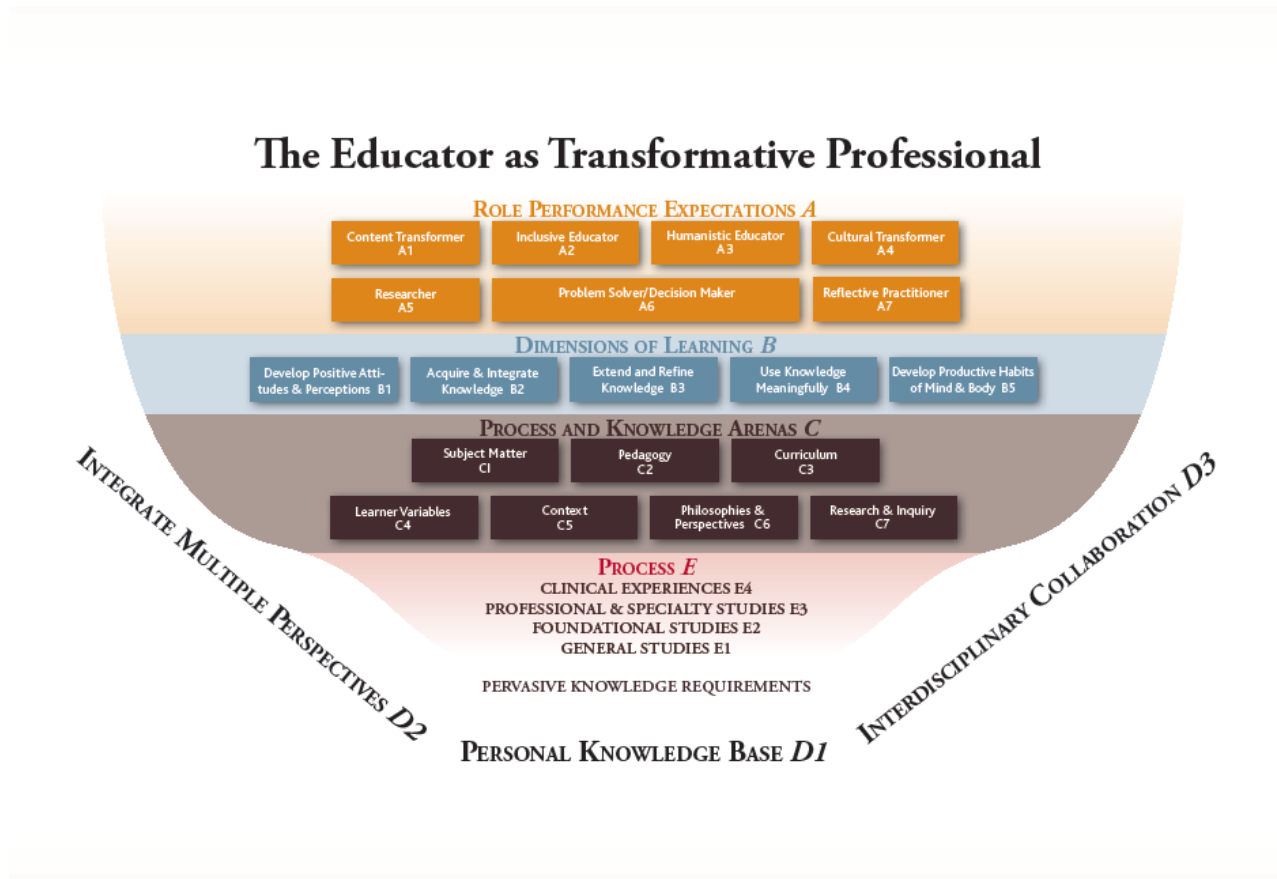 The Educator as Transformative Professional
ROLE PERFORMANCE EXPECTATIONS A
Content Transformer
A1
Inclusive Educator
A2
Humanistic Educator
A3
Cultural Transformer
A4
Researcher
A5
Problem Solver/Decision Maker
A6
Reflective Practitioner
A7
DIMENSIONS OF LEARNING B
Develop Positive Atti-
tudes & Perceptions B1
Acquire & Integrate
Knowledge B2
Extend and Refine
Knowledge B3
Use Knowledge
Meaningfully B4
Develop Productive Habits
of Mind & Body B5
PROCESS AND KNOWLEDGE ARENAS C
Subject Matter
C1
Pedagogy
C2
Curriculum
C3
Learner Variables
C4
Context
C5
Philosophies &
Perspectives C6
Research & Inquiry
C7
PROCESS E
CLINICAL EXPERIENCES E4
PROFESSIONAL & SPECIALTY STUDIES E3
FOUNDATIONAL STUDIES E2
GENERAL STUDIES E1
PERVASIVE KNOWLEDGE REQUIREMENTS
INTEGRATE MULTIPLE PERSPECTIVES D2
PERSONAL KNOWLEDGE BASE D1
INTERDISCIPLINARY COLLABORATION D3